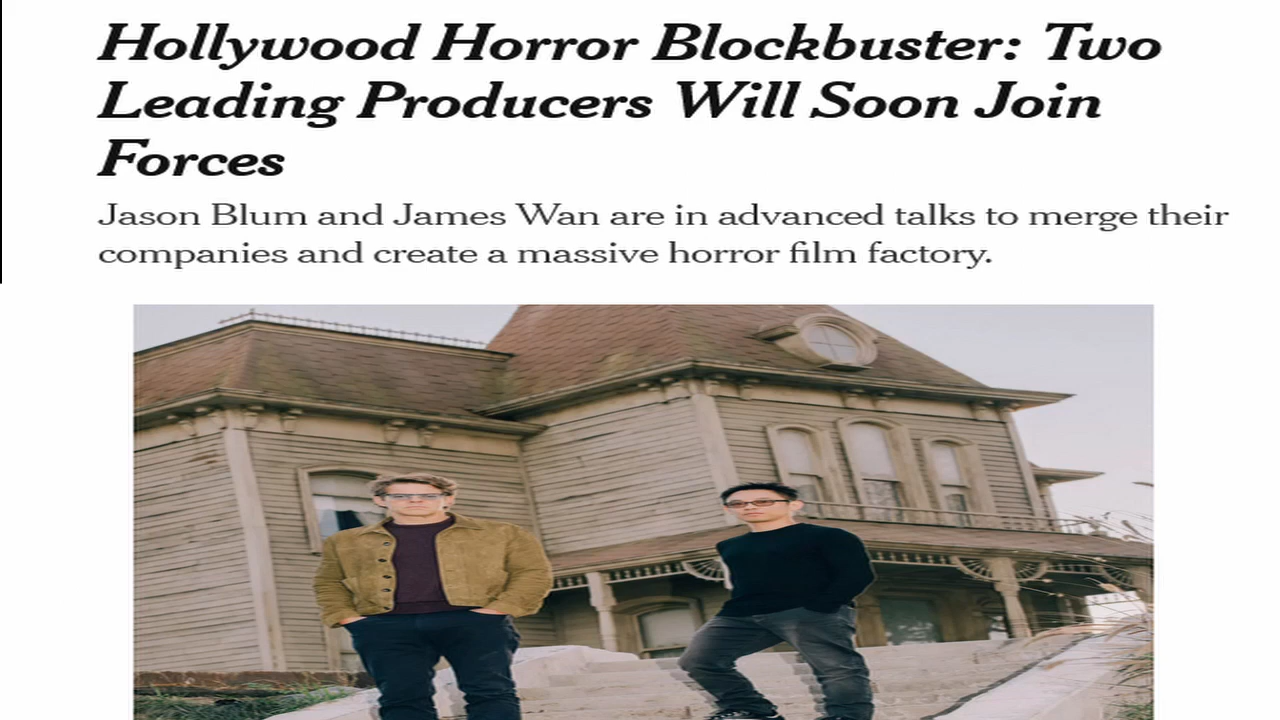 Hollywood Horror Blockbuster: Two
Leading Producers Will Soon Join
Forces
Jason Blum and James Wan are in advanced talks to merge their
companies and create a massive horror film factory.